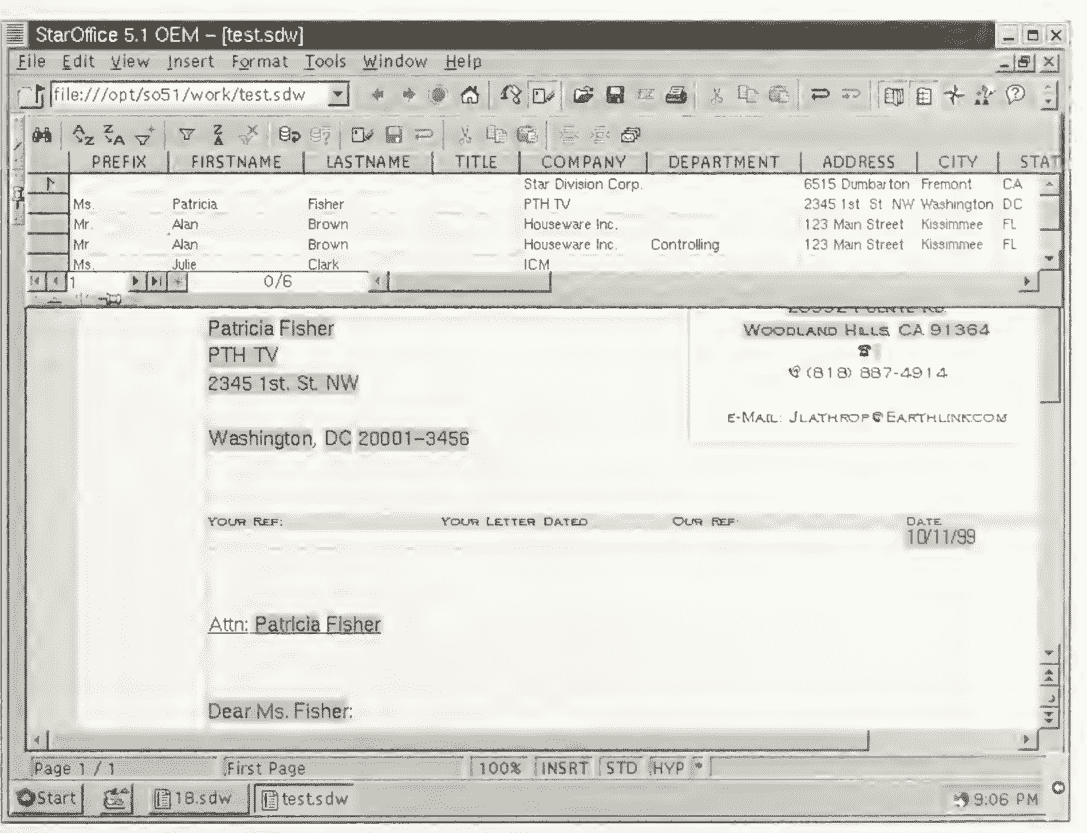 StarOffice 5.1 OEM – [test.sdw]
File Edit View Insert Format Tools Window Help
file:///opt/so51/work/test.sdw
PREFIX FIRSTNAME LASTNAME TITLE COMPANY DEPARTMENT ADDRESS CITY STAT
Star Division Corp. 6515 Dumbarton Fremont CA
Ms. Patricia Fisher PTH TV 2345 1st St NW Washington DC
Mr. Alan Brown Houseware Inc. 123 Main Street Kissimmee FL
Mr Alan Brown Houseware Inc. Controlling 123 Main Street Kissimmee FL
Ms. Julie Clark ICM
1 0/6
Patricia Fisher
PTH TV
2345 1st. St. NW
Washington, DC 20001–3456
WOODLAND HILLS, CA 91364
(818) 887-4914
E-MAIL: JLATHROP@EARTHLINK.COM
YOUR REF: YOUR LETTER DATED OUR REF: DATE
10/11/99
Attn: Patricia Fisher
Dear Ms. Fisher:
Page 1 / 1 First Page 100% INSRT STD HYP *
Start 18.sdw test.sdw 9:06 PM